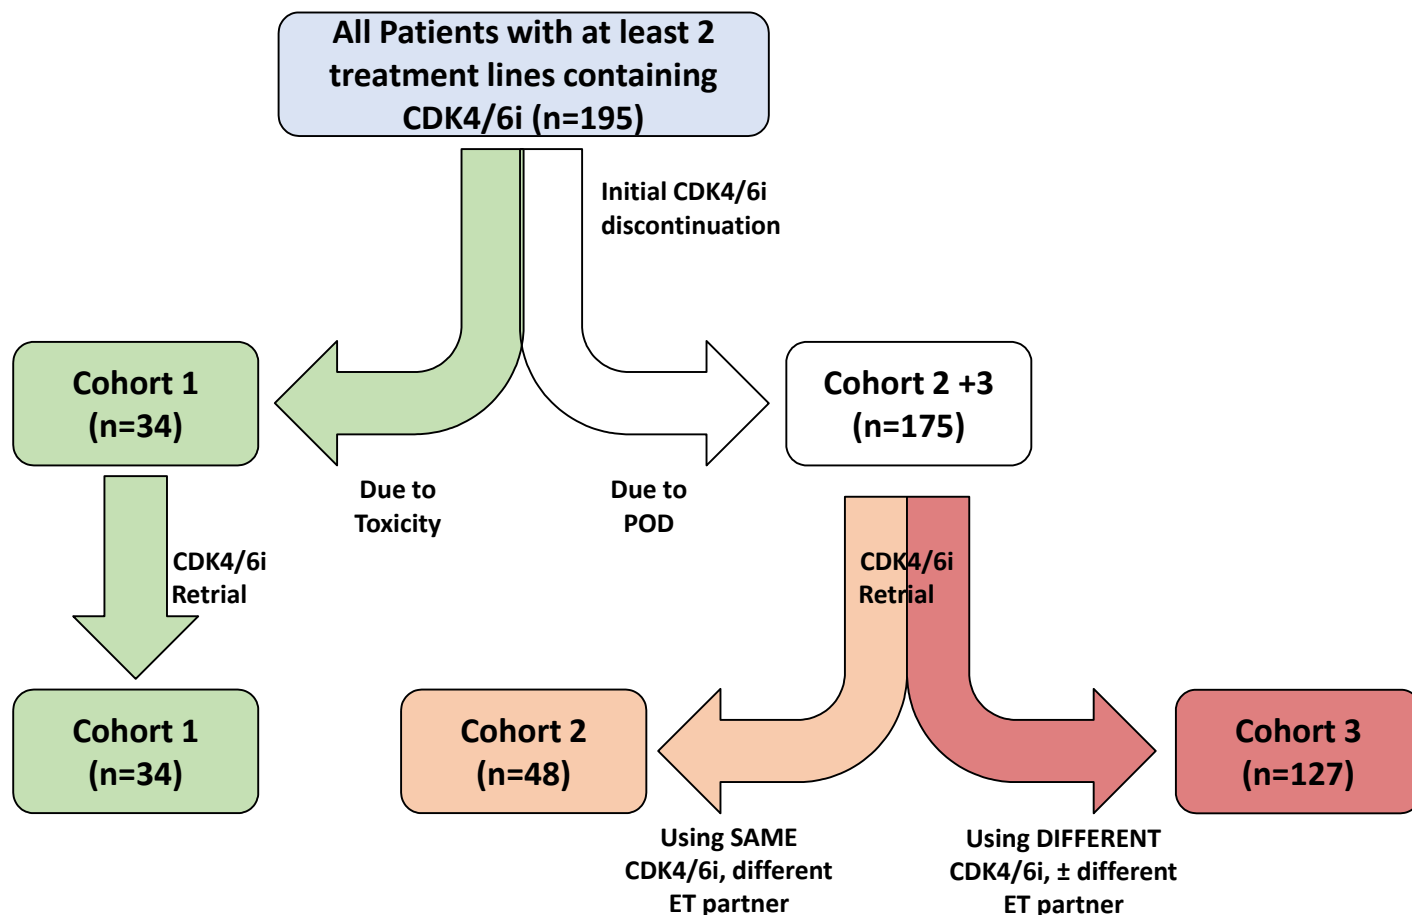 All Patients with at least 2
treatment lines containing
CDK4/6i (n=195)
Initial CDK4/6i
discontinuation
Cohort 1
(n=34)
Cohort 2 +3
(n=175)
Due to
Toxicity
Due to
POD
CDK4/6i
Retrial
CDK4/6i
Retrial
Cohort 1
(n=34)
Cohort 2
(n=48)
Cohort 3
(n=127)
Using SAME
CDK4/6i, different
ET partner
Using DIFFERENT
CDK4/6i, ± different
ET partner